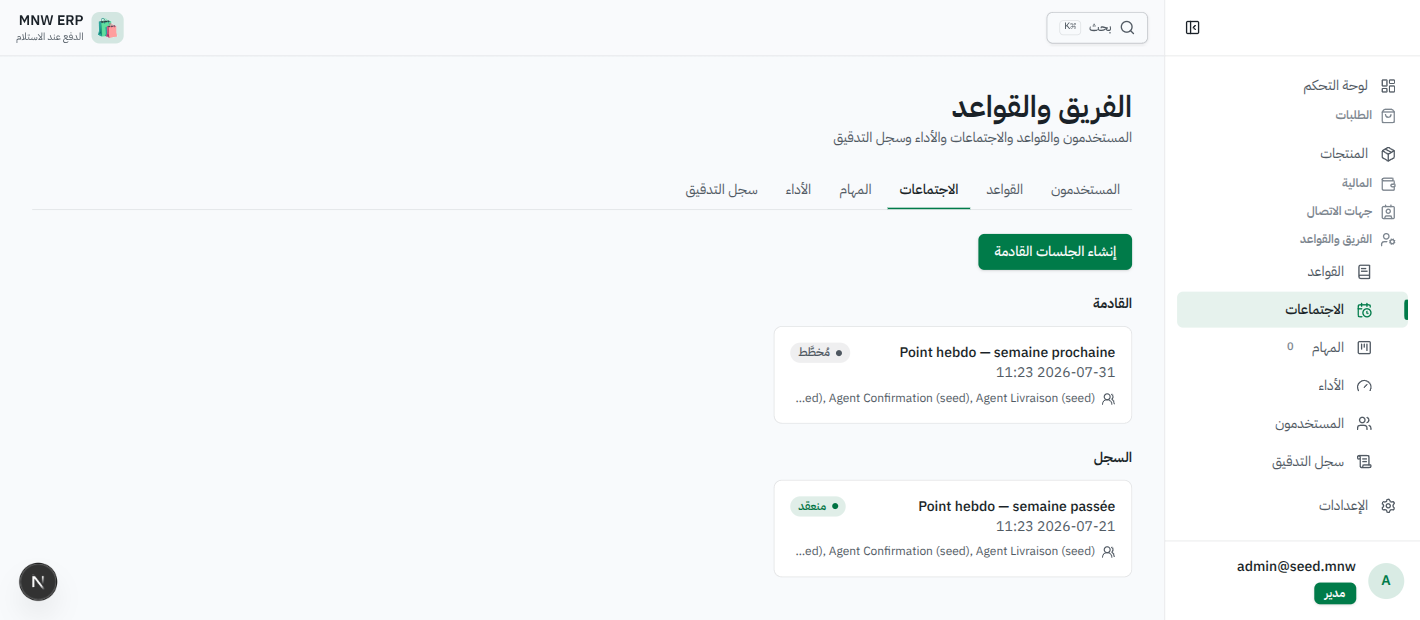 MNW ERP
الدفع عند الاستلام
بحث
⌘K
لوحة التحكم
الطلبات
المنتجات
المالية
جهات الاتصال
الفريق والقواعد
القواعد
الاجتماعات
المهام 0
الأداء
المستخدمون
سجل التدقيق
الإعدادات
admin@seed.mnw
مدير
A
الفريق والقواعد
المستخدمون والقواعد والاجتماعات والأداء وسجل التدقيق
المستخدمون القواعد الاجتماعات المهام الأداء سجل التدقيق
إنشاء الجلسات القادمة
القادمة
Point hebdo — semaine prochaine
مُخطَّط
11:23 2026-07-31
...ed), Agent Confirmation (seed), Agent Livraison (seed)
السجل
Point hebdo — semaine passée
منعقد
11:23 2026-07-21
...ed), Agent Confirmation (seed), Agent Livraison (seed)
N